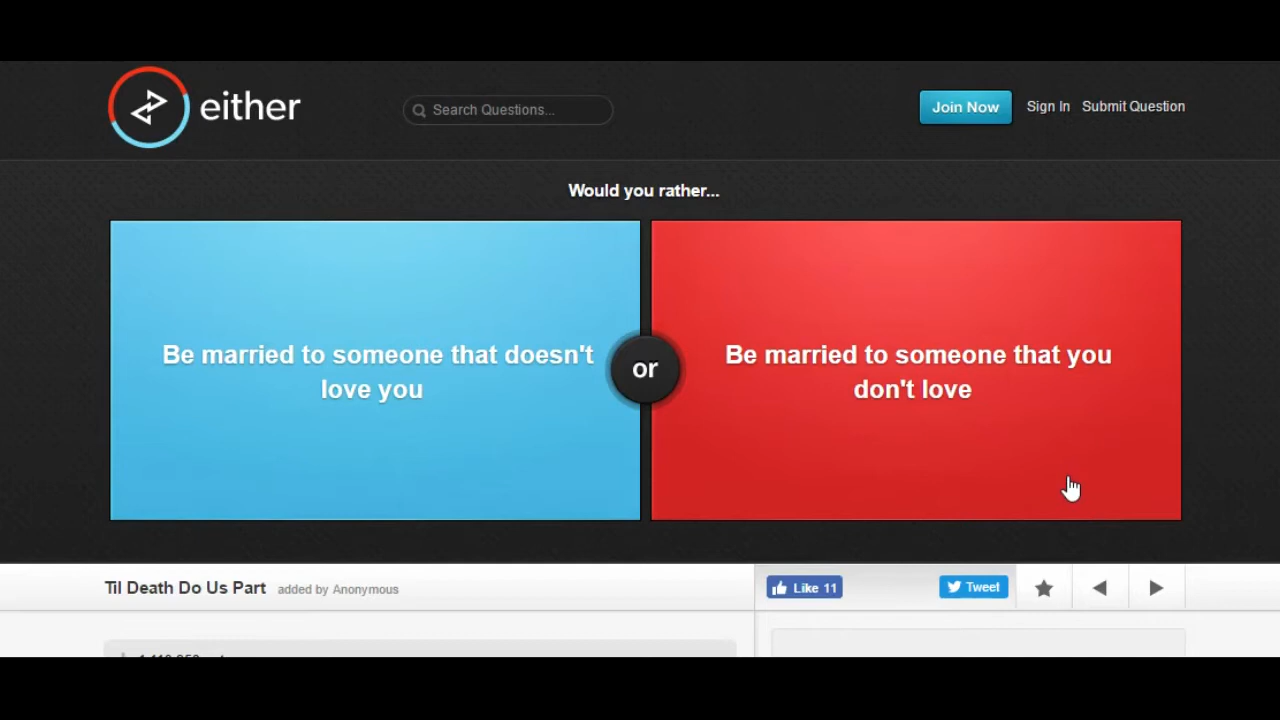 either
Search Questions...
Join Now
Sign In
Submit Question
Would you rather...
Be married to someone that doesn't
love you
or
Be married to someone that you
don't love
Til Death Do Us Part
added by Anonymous
Like 11
Tweet